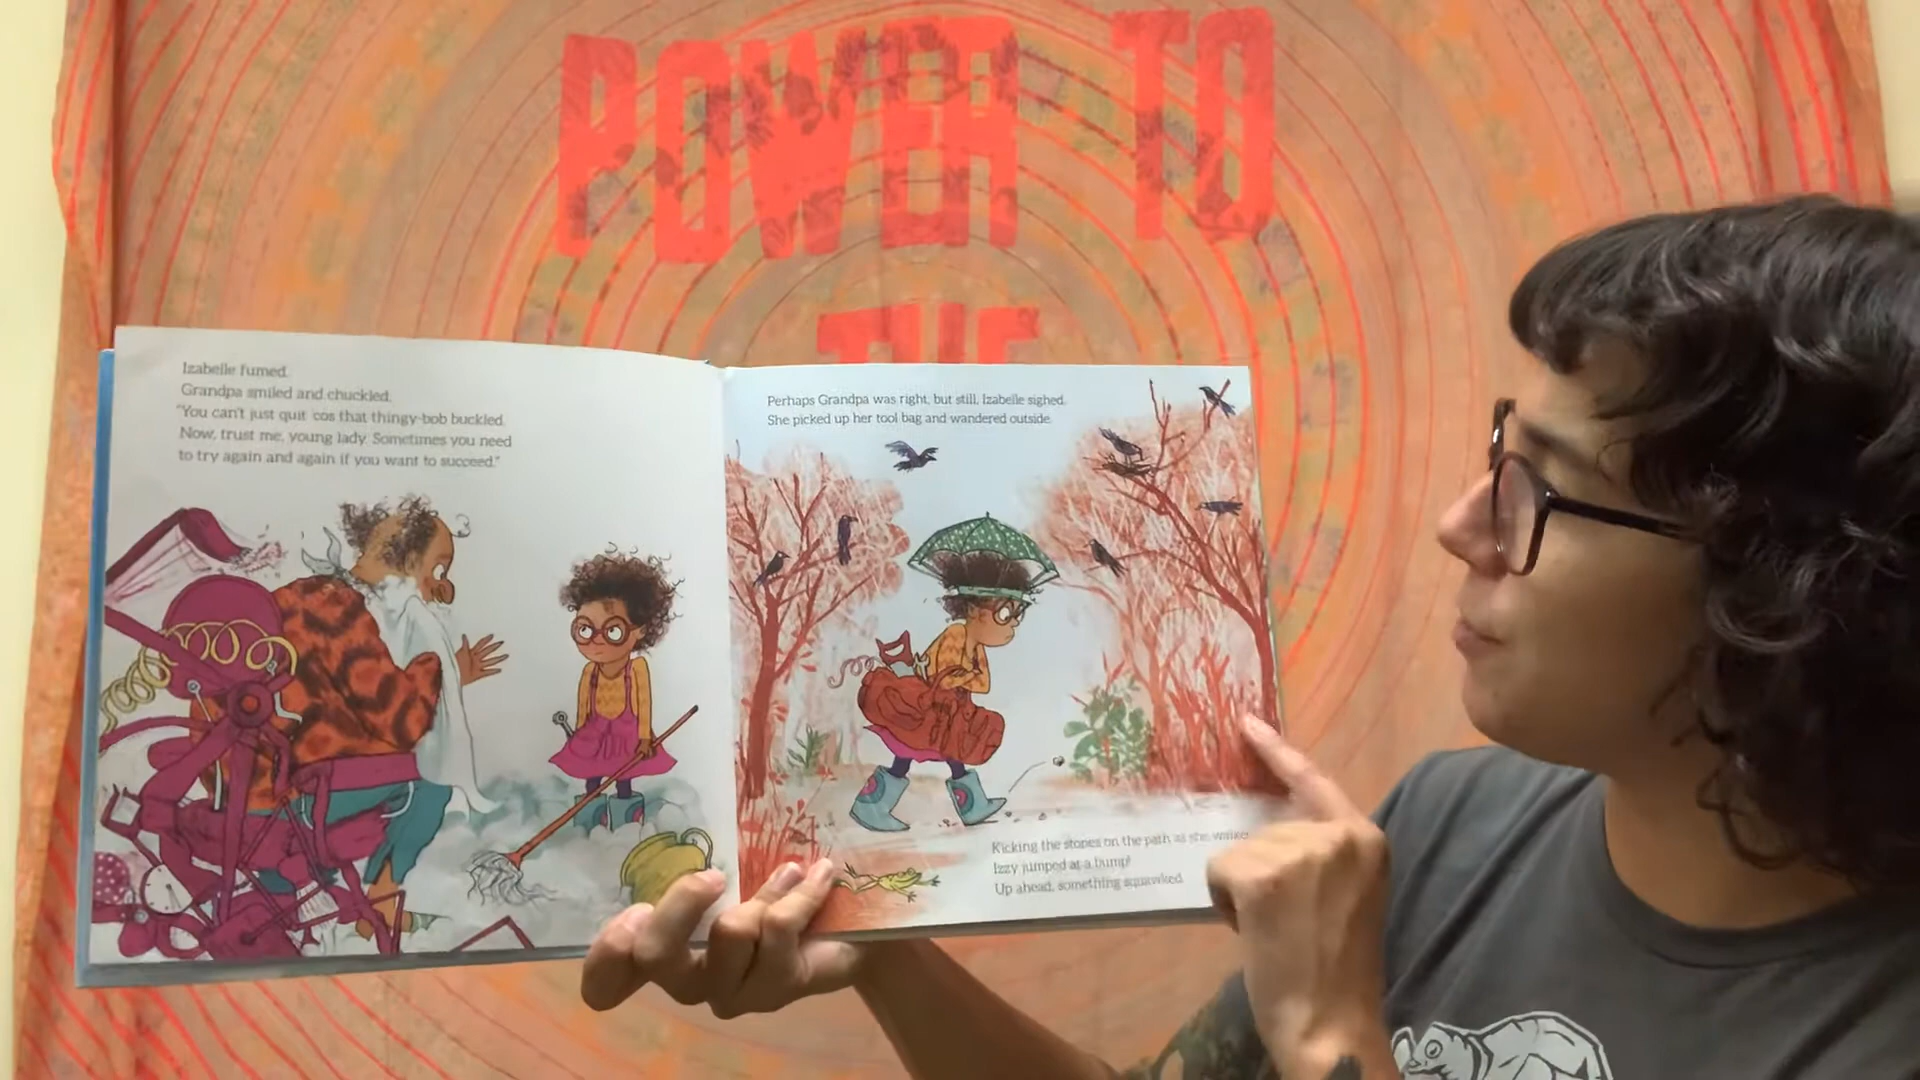 POWER TO
THE
Izabelle fumed.
Grandpa smiled and chuckled.
"You can't just quit 'cos that thingy-bob buckled.
Now, trust me, young lady. Sometimes you need
to try again and again if you want to succeed."
Perhaps Grandpa was right, but still, Izabelle sighed.
She picked up her tool bag and wandered outside.
Kicking the stones on the path as she walked
Izzy jumped at a bump!
Up ahead, something squawked.